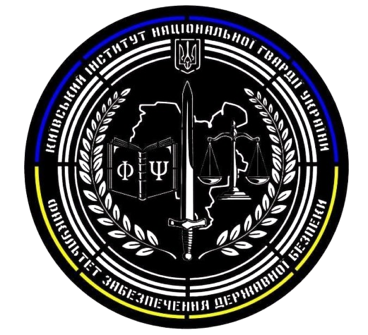 КИЇВСЬКИЙ ІНСТИТУТ НАЦІОНАЛЬНОЇ ГВАРДІЇ УКРАЇНИ
Φ Ψ
ФАКУЛЬТЕТ ЗАБЕЗПЕЧЕННЯ ДЕРЖАВНОЇ БЕЗПЕКИ